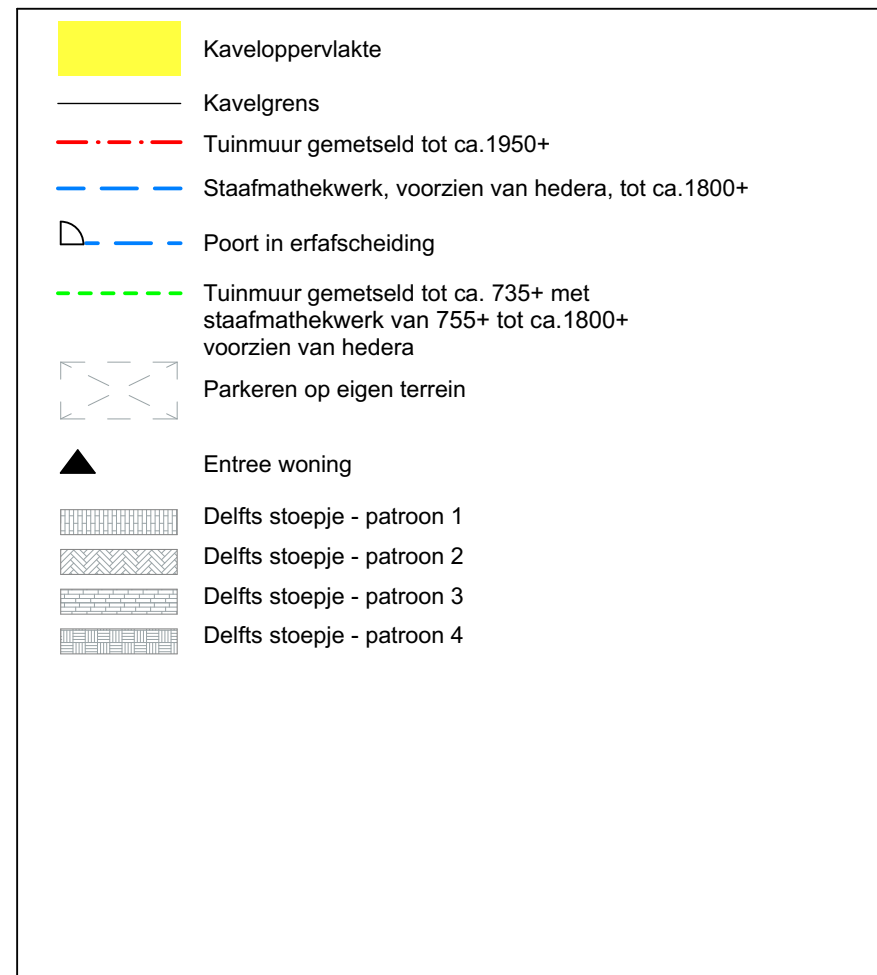 Kaveloppervlakte
Kavelgrens
Tuinmuur gemetseld tot ca.1950+
Staafmathekwerk, voorzien van hedera, tot ca.1800+
Poort in erfafscheiding
Tuinmuur gemetseld tot ca. 735+ met
staafmathekwerk van 755+ tot ca.1800+
voorzien van hedera
Parkeren op eigen terrein
Entree woning
Delfts stoepje - patroon 1
Delfts stoepje - patroon 2
Delfts stoepje - patroon 3
Delfts stoepje - patroon 4